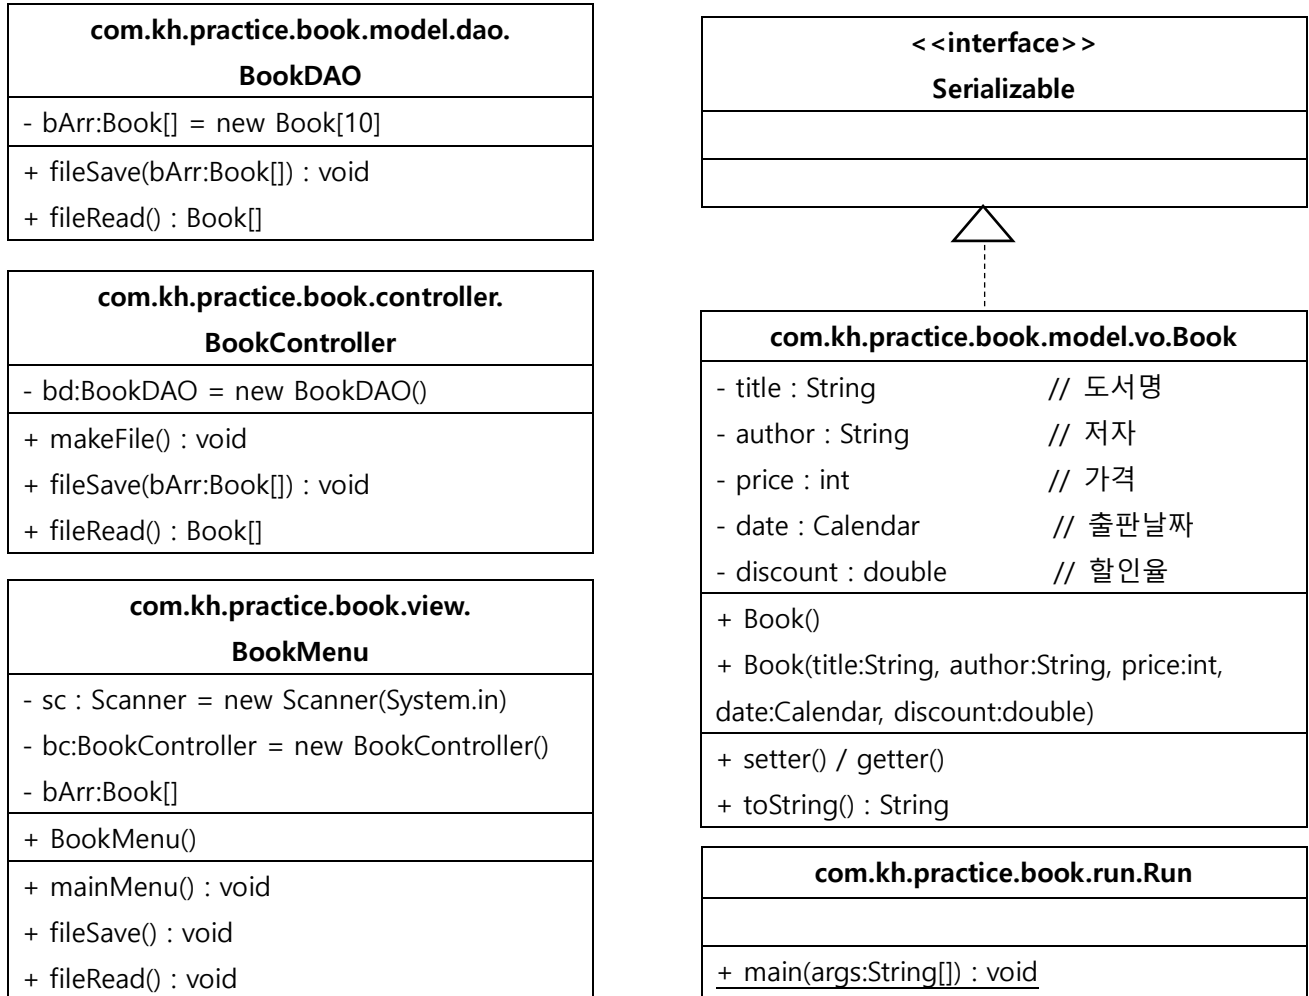 com.kh.practice.book.model.dao.
BookDAO
- bArr:Book[] = new Book[10]
+ fileSave(bArr:Book[]) : void
+ fileRead() : Book[]
com.kh.practice.book.controller.
BookController
- bd:BookDAO = new BookDAO()
+ makeFile() : void
+ fileSave(bArr:Book[]) : void
+ fileRead() : Book[]
com.kh.practice.book.view.
BookMenu
- sc : Scanner = new Scanner(System.in)
- bc:BookController = new BookController()
- bArr:Book[]
+ BookMenu()
+ mainMenu() : void
+ fileSave() : void
+ fileRead() : void
<<interface>>
Serializable
com.kh.practice.book.model.vo.Book
- title : String // 도서명
- author : String // 저자
- price : int // 가격
- date : Calendar // 출판날짜
- discount : double // 할인율
+ Book()
+ Book(title:String, author:String, price:int,
date:Calendar, discount:double)
+ setter() / getter()
+ toString() : String
com.kh.practice.book.run.Run
+ main(args:String[]) : void